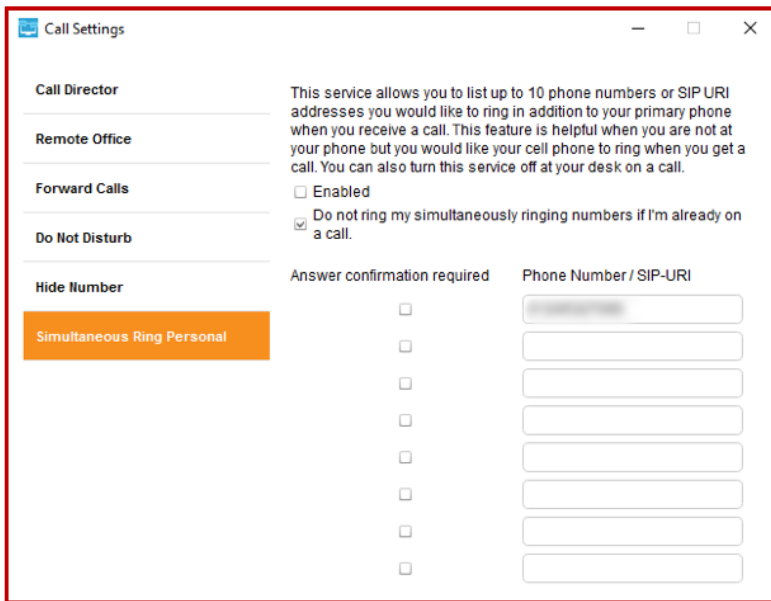 Call Settings
Call Director
Remote Office
Forward Calls
Do Not Disturb
Hide Number
Simultaneous Ring Personal
This service allows you to list up to 10 phone numbers or SIP URI
addresses you would like to ring in addition to your primary phone
when you receive a call. This feature is helpful when you are not at
your phone but you would like your cell phone to ring when you get a
call. You can also turn this service off at your desk on a call.
Enabled
Do not ring my simultaneously ringing numbers if I'm already on
a call.
Answer confirmation required Phone Number / SIP-URI